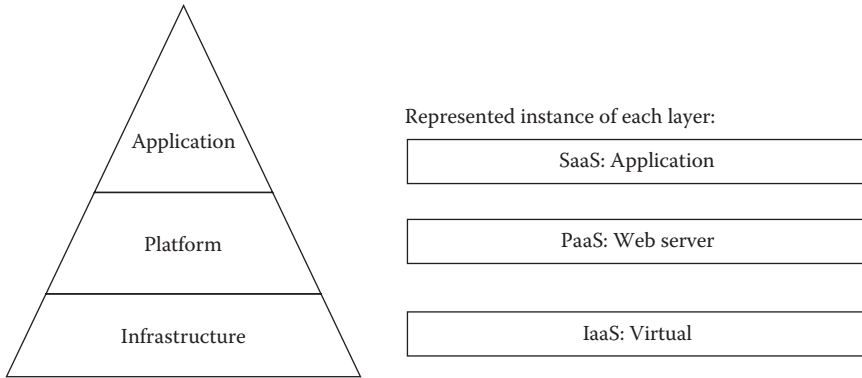 Application
Platform
Infrastructure
Represented instance of each layer:
SaaS: Application
PaaS: Web server
IaaS: Virtual